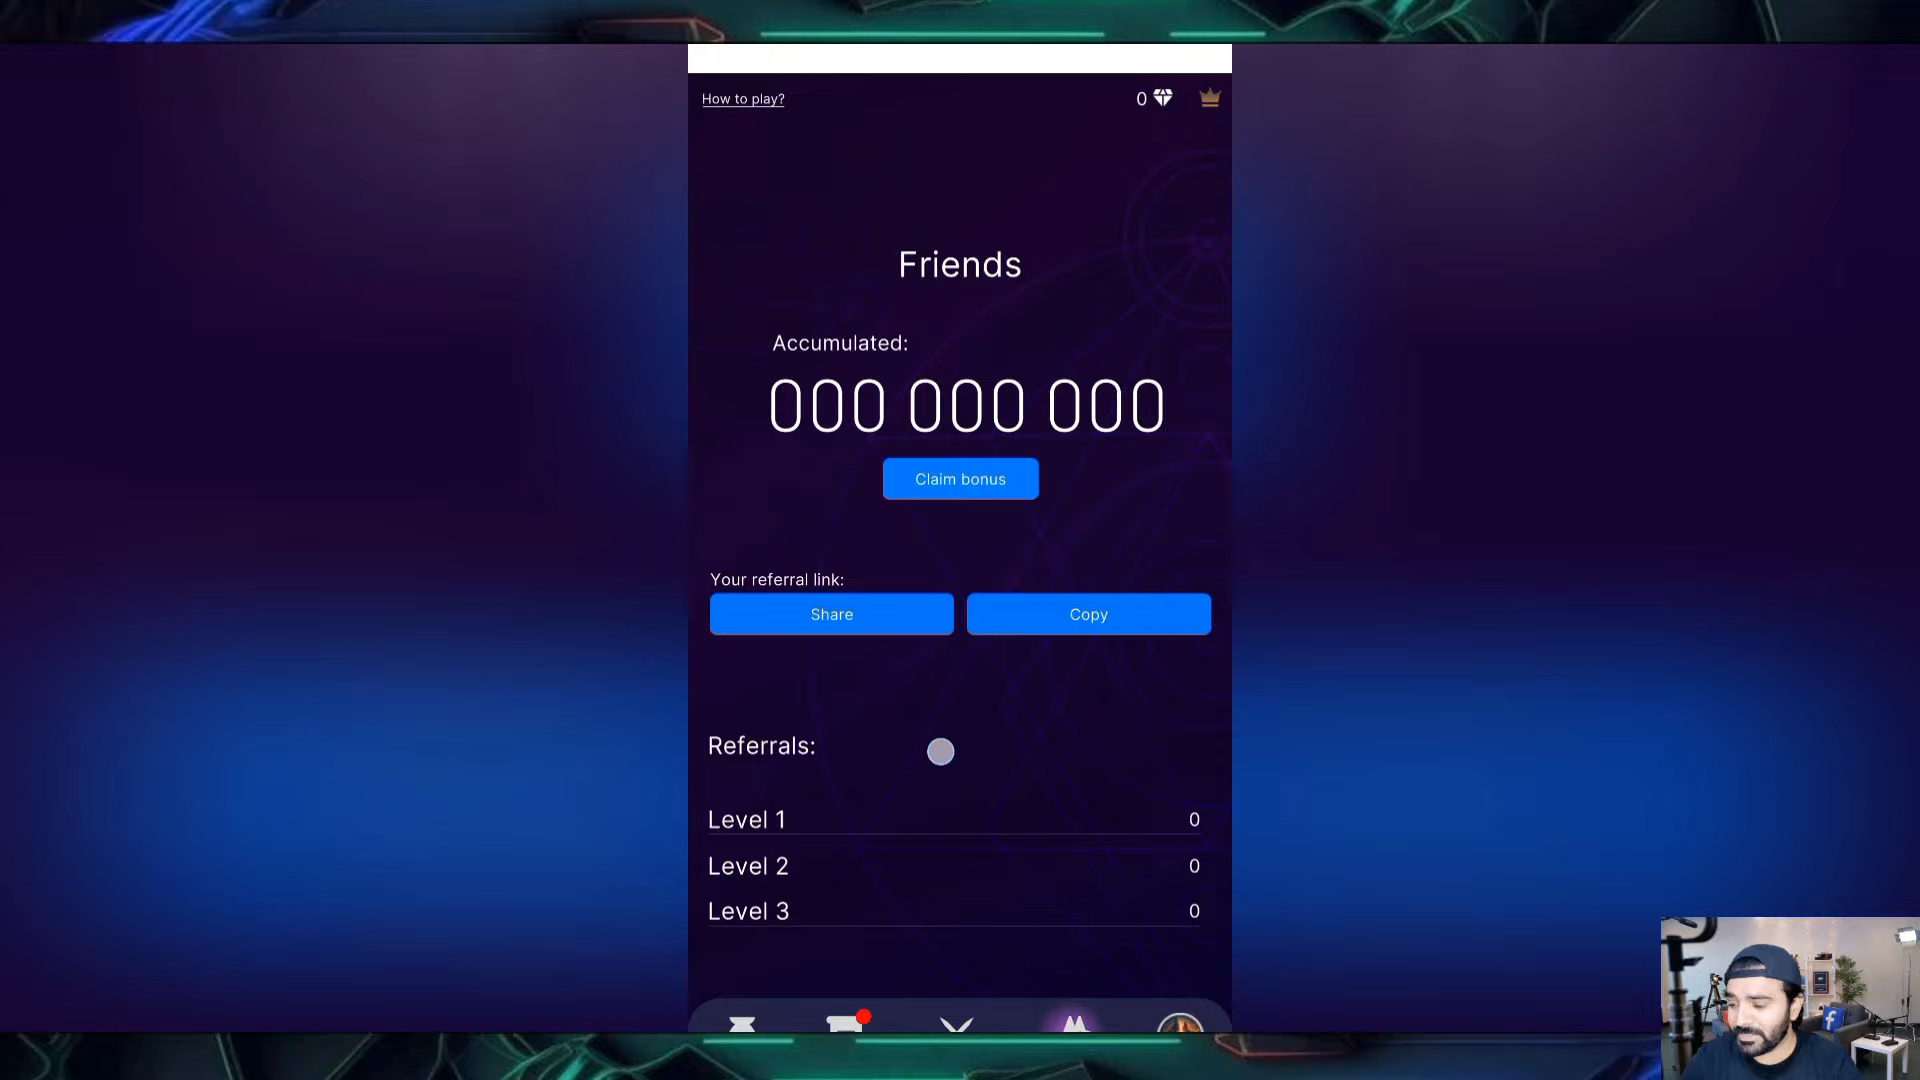 How to play?
0
Friends
Accumulated:
000 000 000
Claim bonus
Your referral link:
Share
Copy
Referrals:
Level 1
0
Level 2
0
Level 3
0